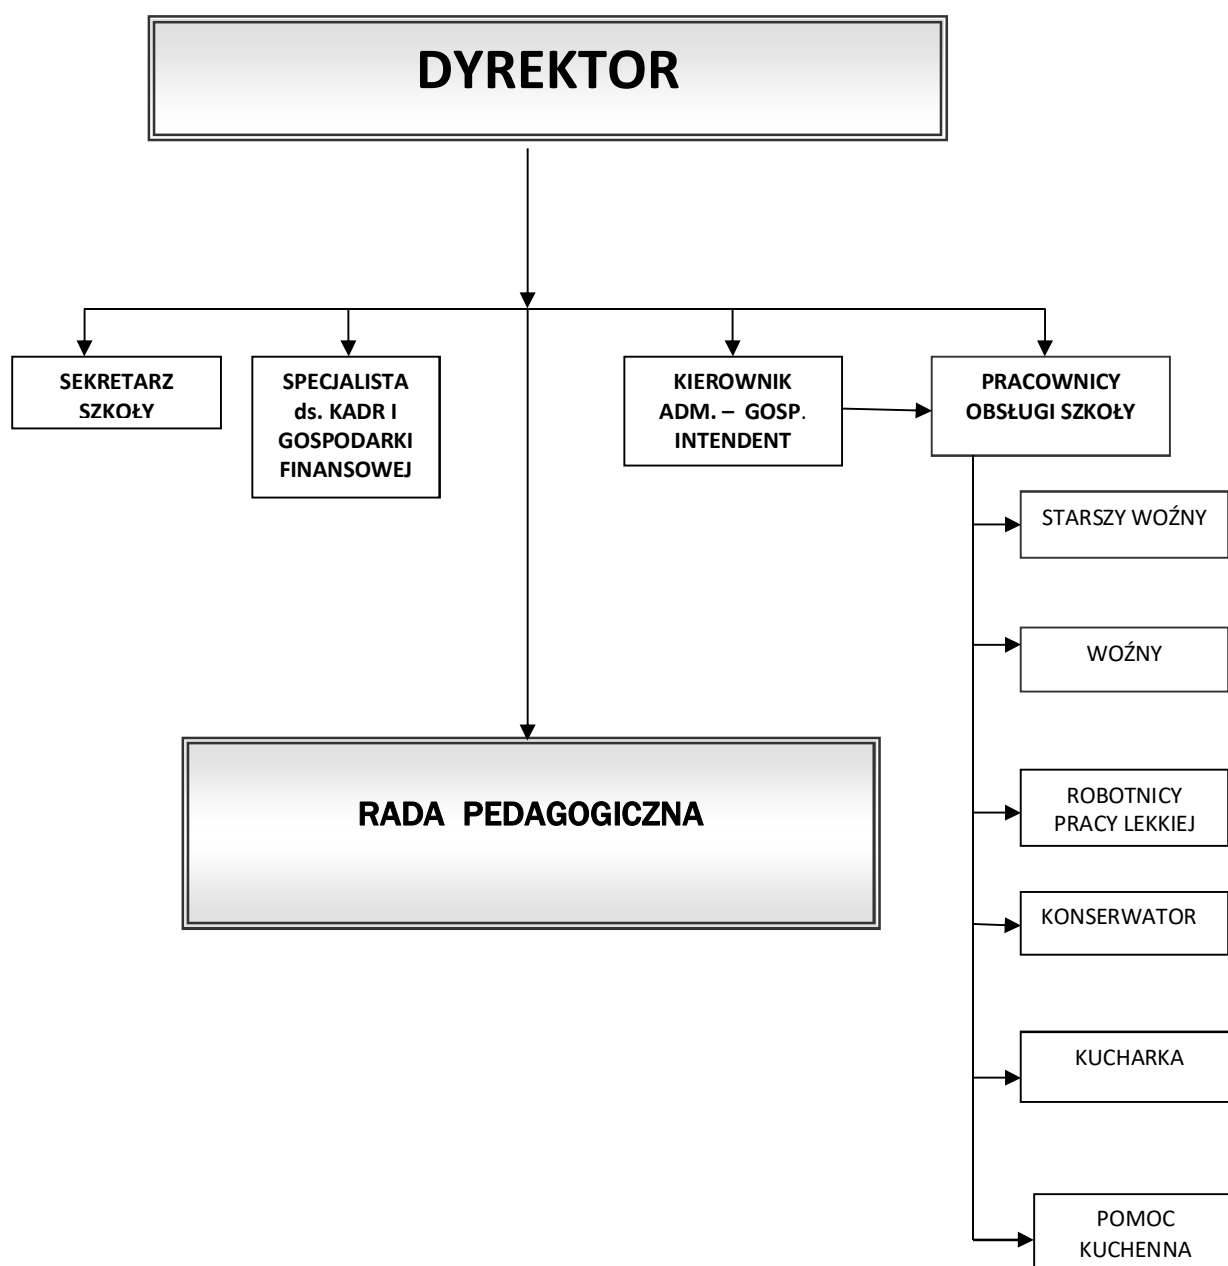 DYREKTOR
SEKRETARZ
SZKOŁY
SPECJALISTA
ds. KADR I
GOSPODARKI
FINANSOWEJ
KIEROWNIK
ADM. – GOSP.
INTENDENT
PRACOWNICY
OBSŁUGI SZKOŁY
STARSZY WOŹNY
WOŹNY
RADA PEDAGOGICZNA
ROBOTNICY
PRACY LEKKIEJ
KONSERWATOR
KUCHARKA
POMOC
KUCHENNA